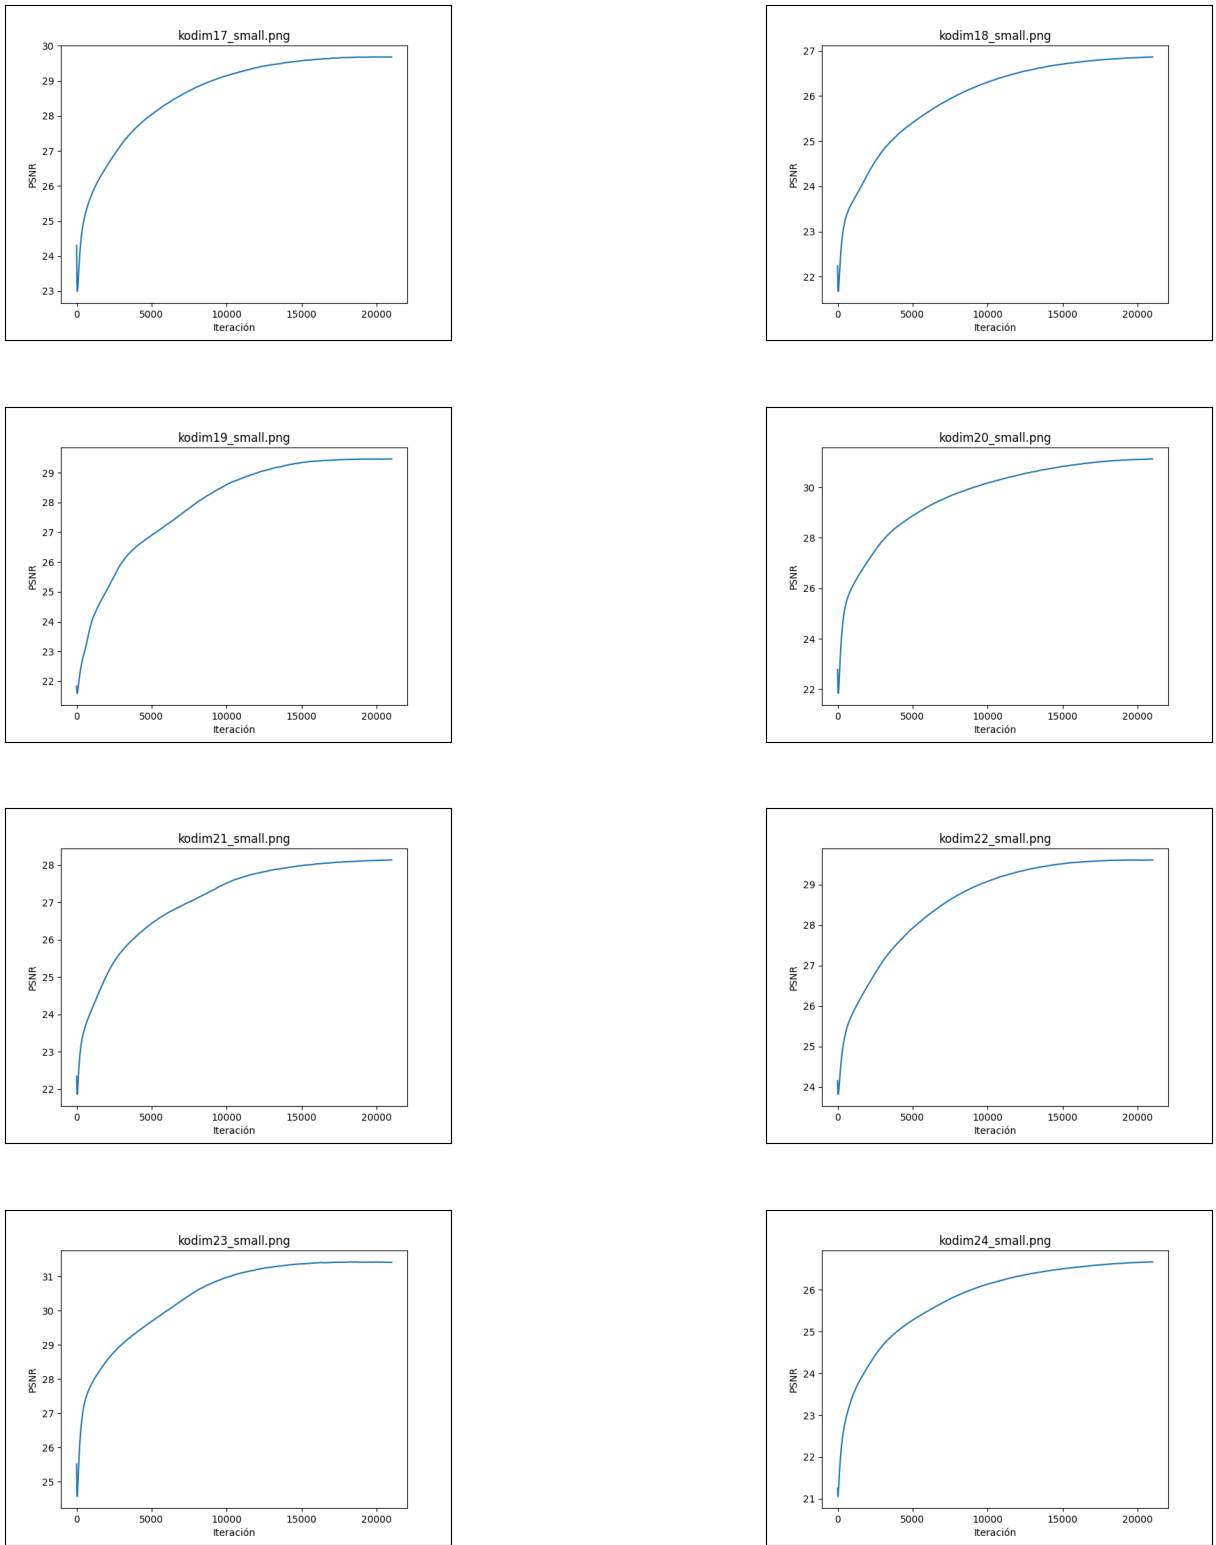 kodim17_small.png
30
29
28
27
26
25
24
23
PSNR
0 5000 10000 15000 20000
Iteración
kodim18_small.png
27
26
25
24
23
22
PSNR
0 5000 10000 15000 20000
Iteración
kodim19_small.png
29
28
27
26
25
24
23
22
PSNR
0 5000 10000 15000 20000
Iteración
kodim20_small.png
30
28
26
24
22
PSNR
0 5000 10000 15000 20000
Iteración
kodim21_small.png
28
27
26
25
24
23
22
PSNR
0 5000 10000 15000 20000
Iteración
kodim22_small.png
29
28
27
26
25
24
PSNR
0 5000 10000 15000 20000
Iteración
kodim23_small.png
31
30
29
28
27
26
25
PSNR
0 5000 10000 15000 20000
Iteración
kodim24_small.png
26
25
24
23
22
21
PSNR
0 5000 10000 15000 20000
Iteración